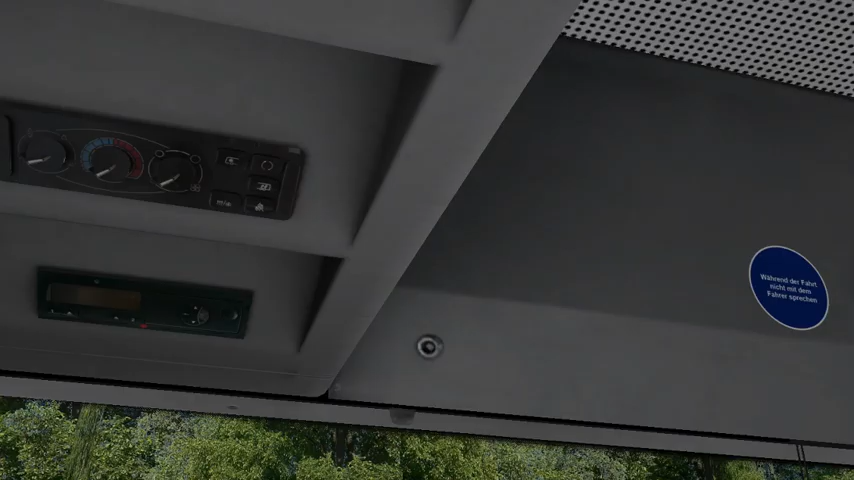 Während der Fahrt
nicht mit dem
Fahrer sprechen